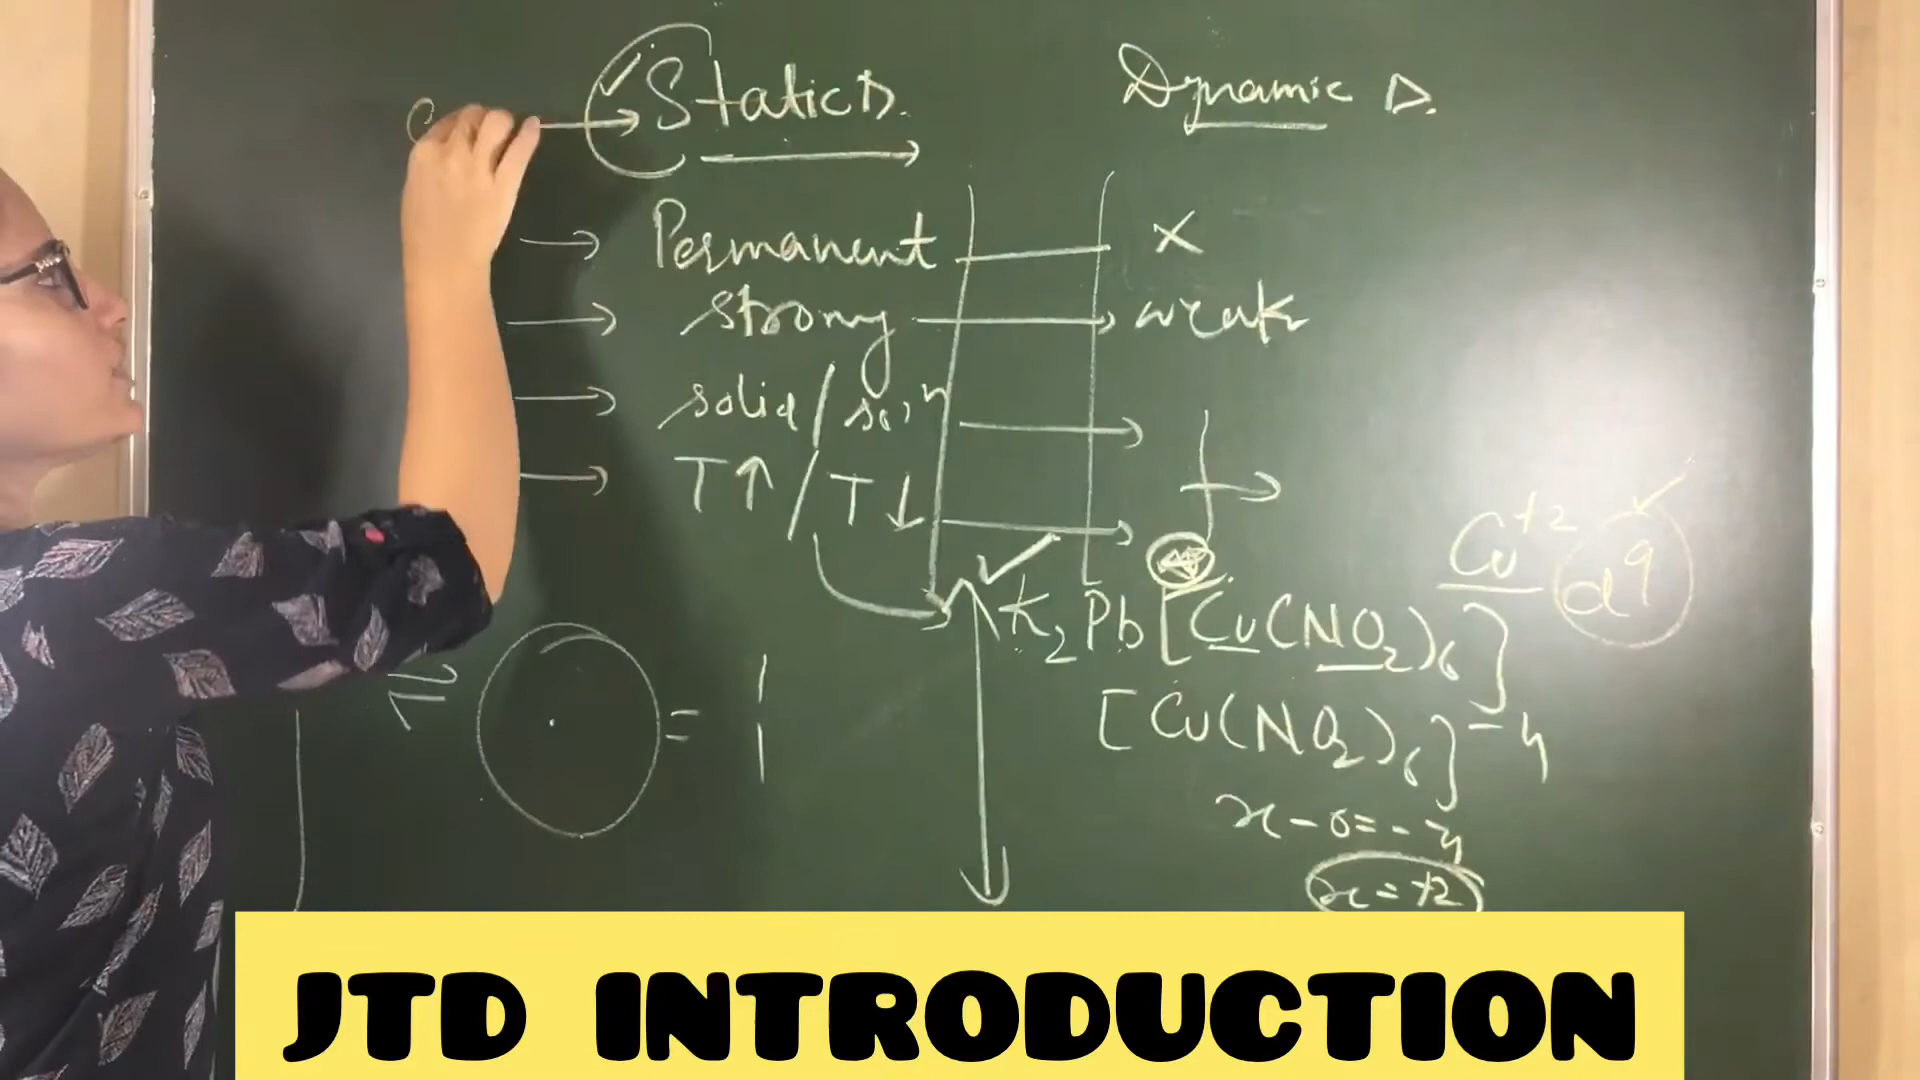 Static D.
Dynamic D.
→ Permanent ×
→ strong → weak
→ solid / soln →
→ T↑ / T↓ →
Cu+2 d9
K2Pb[Cu(NO2)6]
[Cu(NO2)6]-4
x - 6 = - 4
x = +2
JTD INTRODUCTION